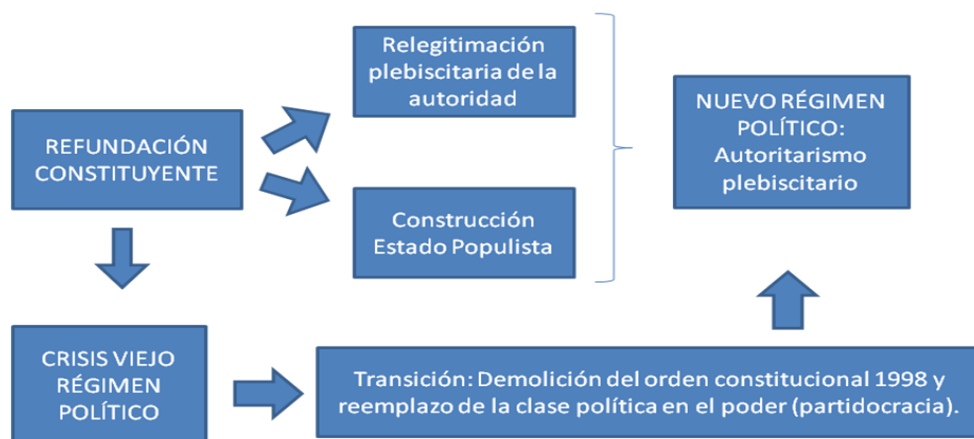 Relegitimación
plebiscitaria de la
autoridad
REFUNDACIÓN
CONSTITUYENTE
NUEVO RÉGIMEN
POLÍTICO:
Autoritarismo
plebiscitario
Construcción
Estado Populista
CRISIS VIEJO
RÉGIMEN
POLÍTICO
Transición: Demolición del orden constitucional 1998 y
reemplazo de la clase política en el poder (partidocracia).